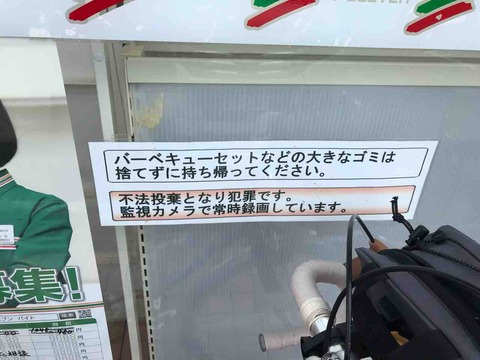 バーベキューセットなどの大きなゴミは
捨てずに持ち帰ってください。
不法投棄となり犯罪です。
監視カメラで常時録画しています。
募集!